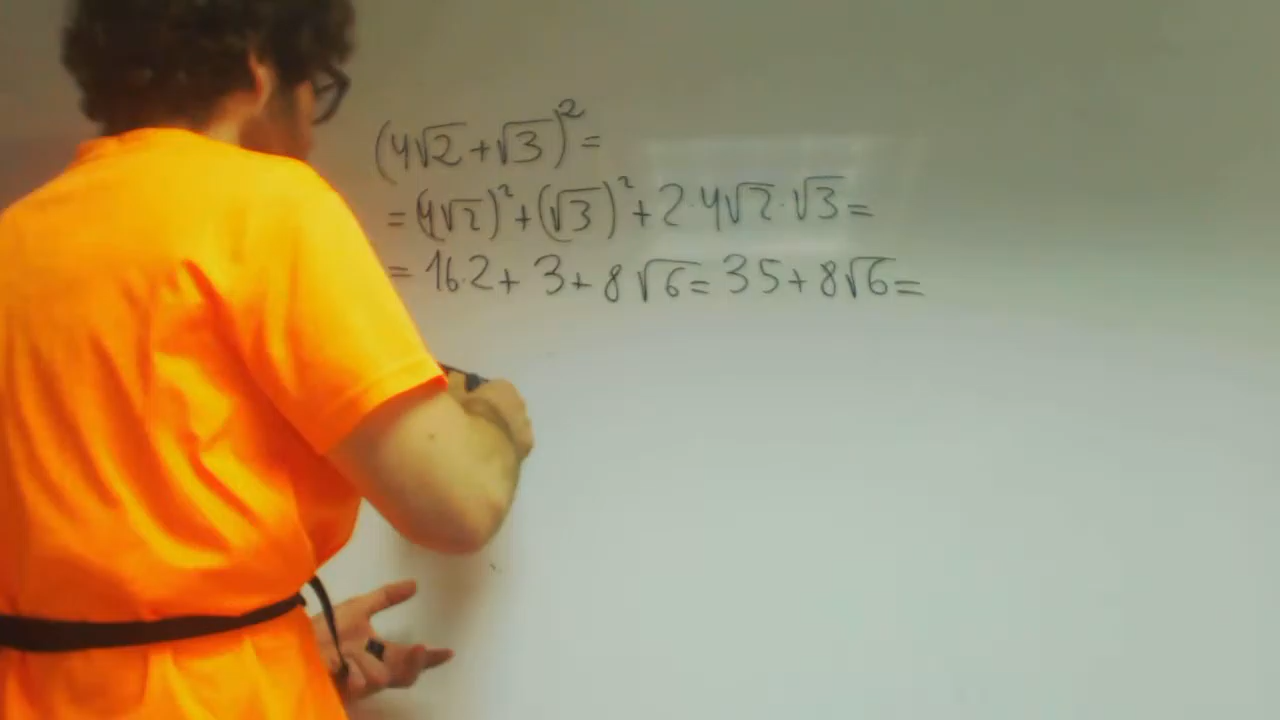 (4√2+√3)²=
=(4√2)²+(√3)²+2·4√2·√3=
=16·2+3+8√6=35+8√6=